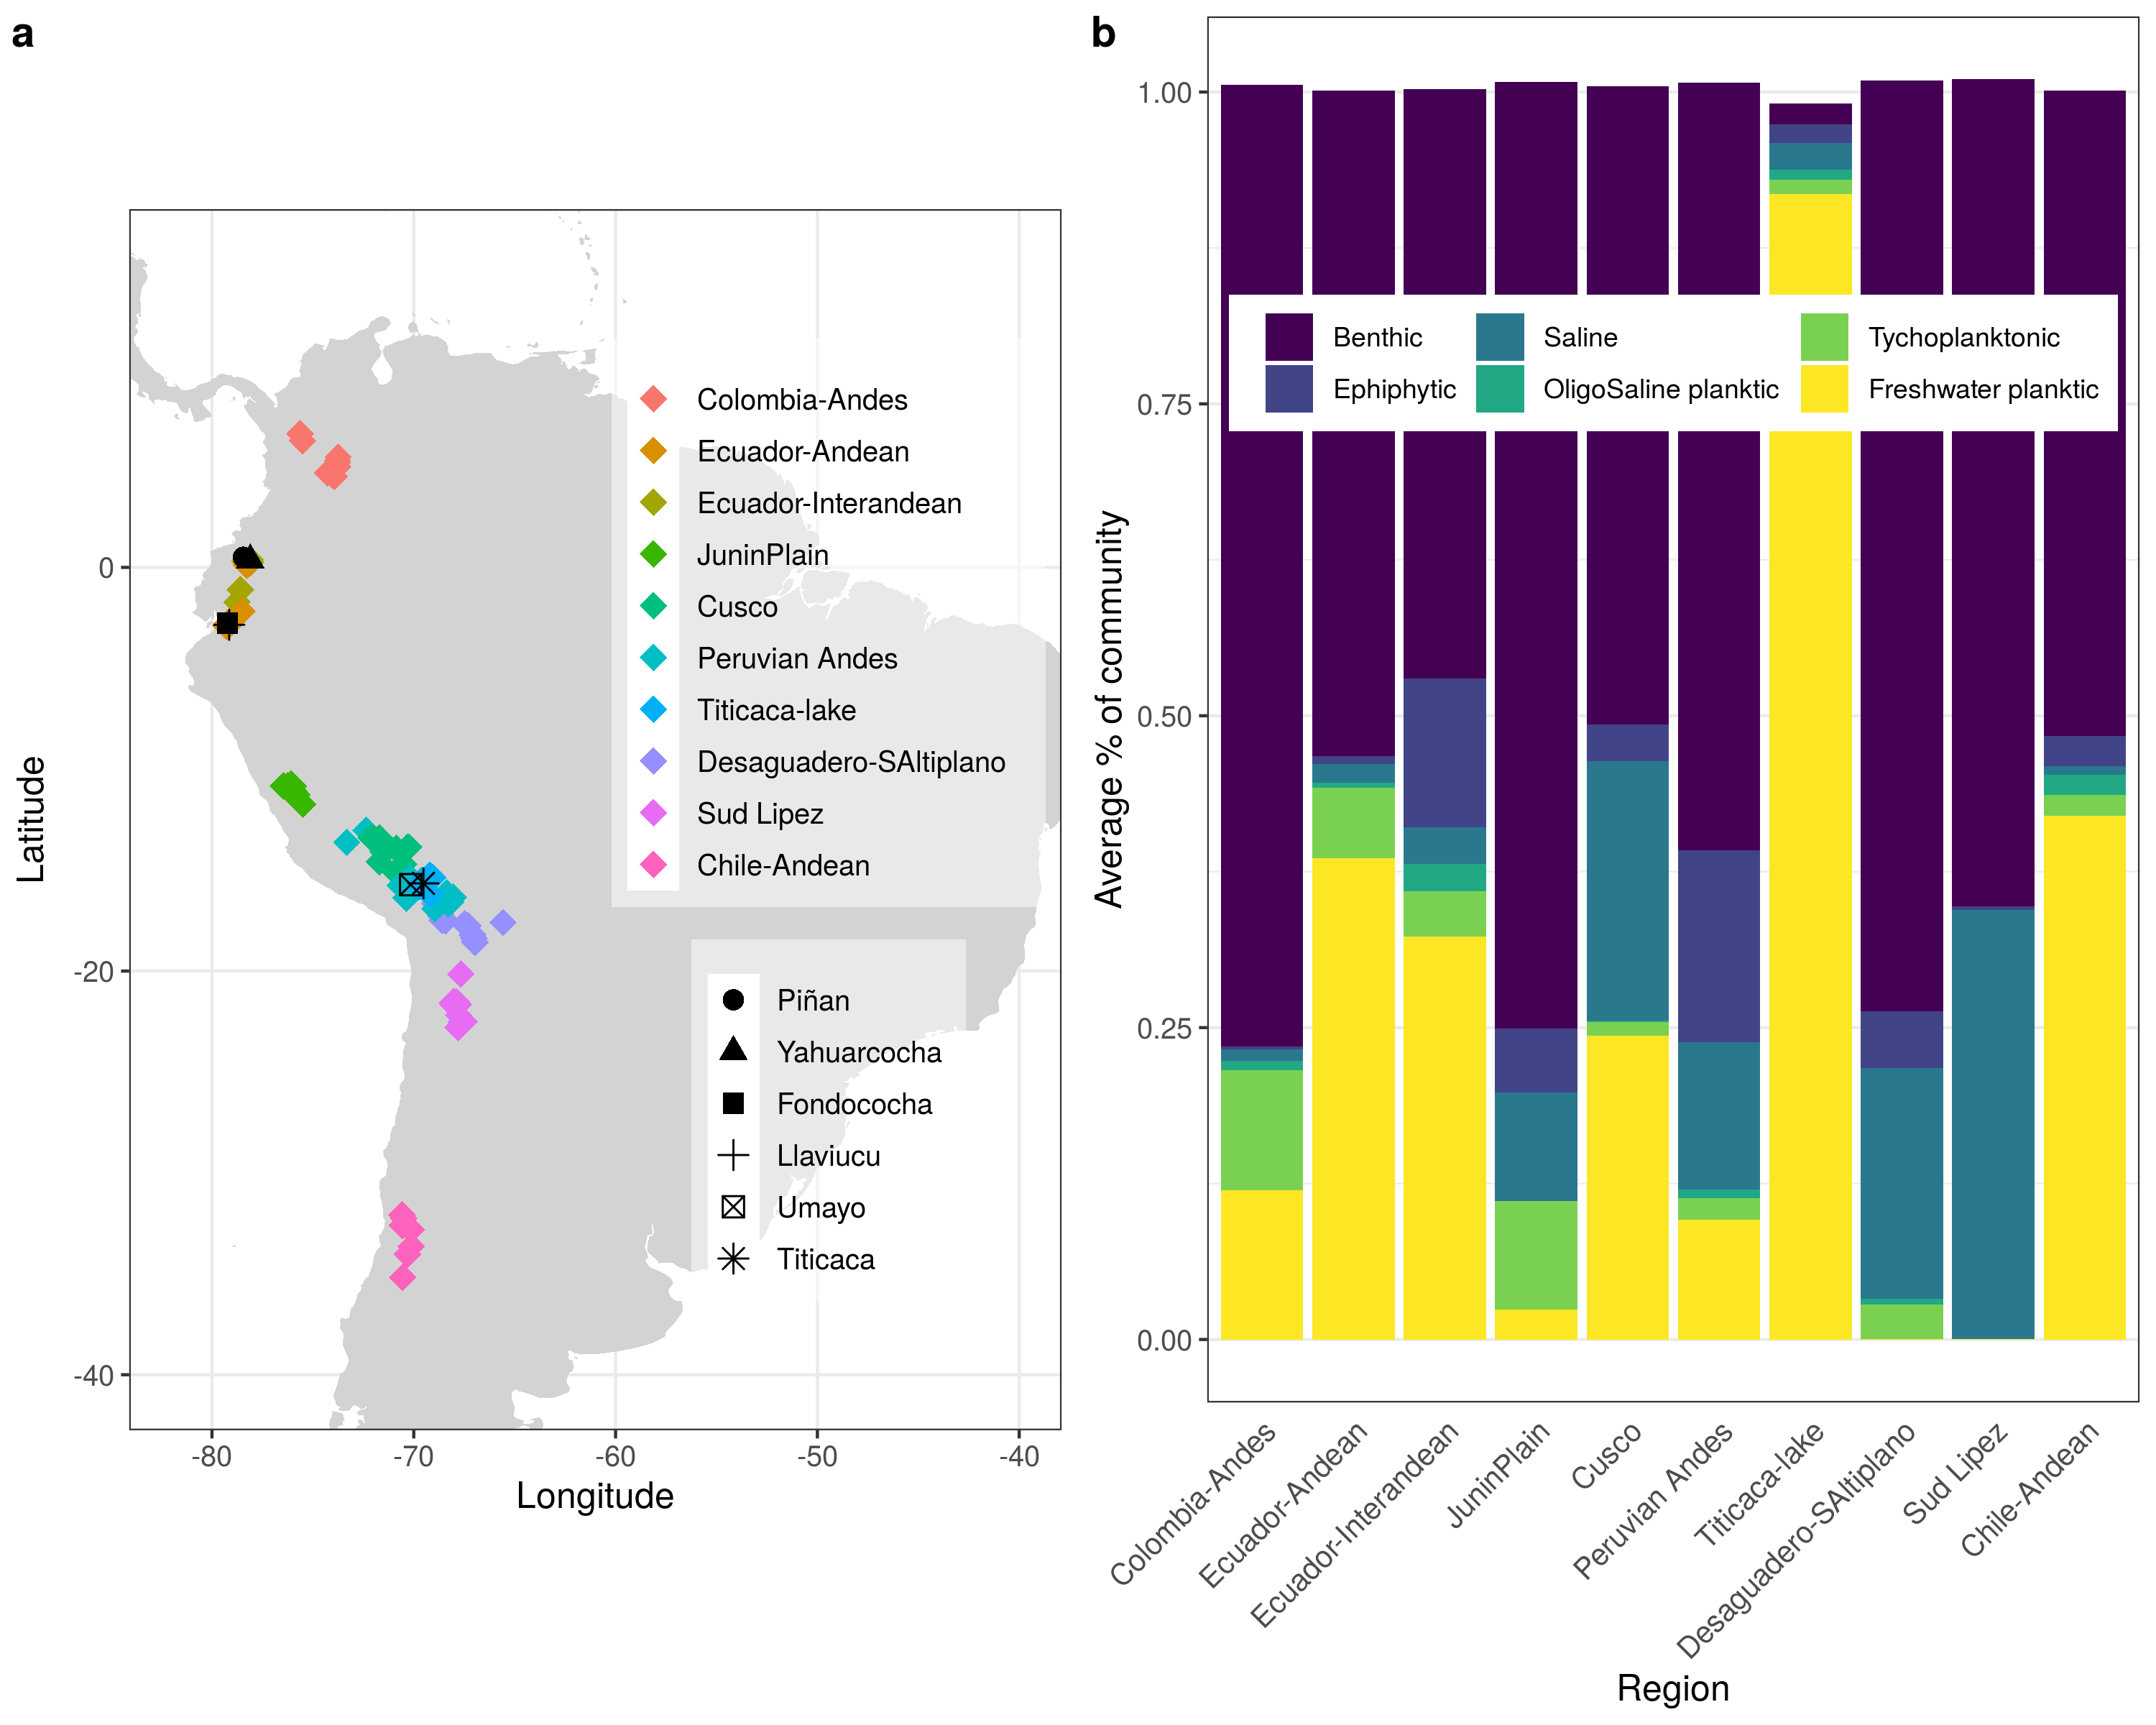 a
Colombia-Andes
Ecuador-Andean
Ecuador-Interandean
JuninPlain
Cusco
Peruvian Andes
Titicaca-lake
Desaguadero-SAltiplano
Sud Lipez
Chile-Andean
Piñan
Yahuarcocha
Fondococha
Llaviucu
Umayo
Titicaca
0
-20
-40
Latitude
-80 -70 -60 -50 -40
Longitude
b
1.00
0.75
0.50
0.25
0.00
Average % of community
Benthic Saline Tychoplanktonic
Ephiphytic OligoSaline planktic Freshwater planktic
Colombia-Andes
Ecuador-Andean
Ecuador-Interandean
JuninPlain
Cusco
Peruvian Andes
Titicaca-lake
Desaguadero-SAltiplano
Sud Lipez
Chile-Andean
Region